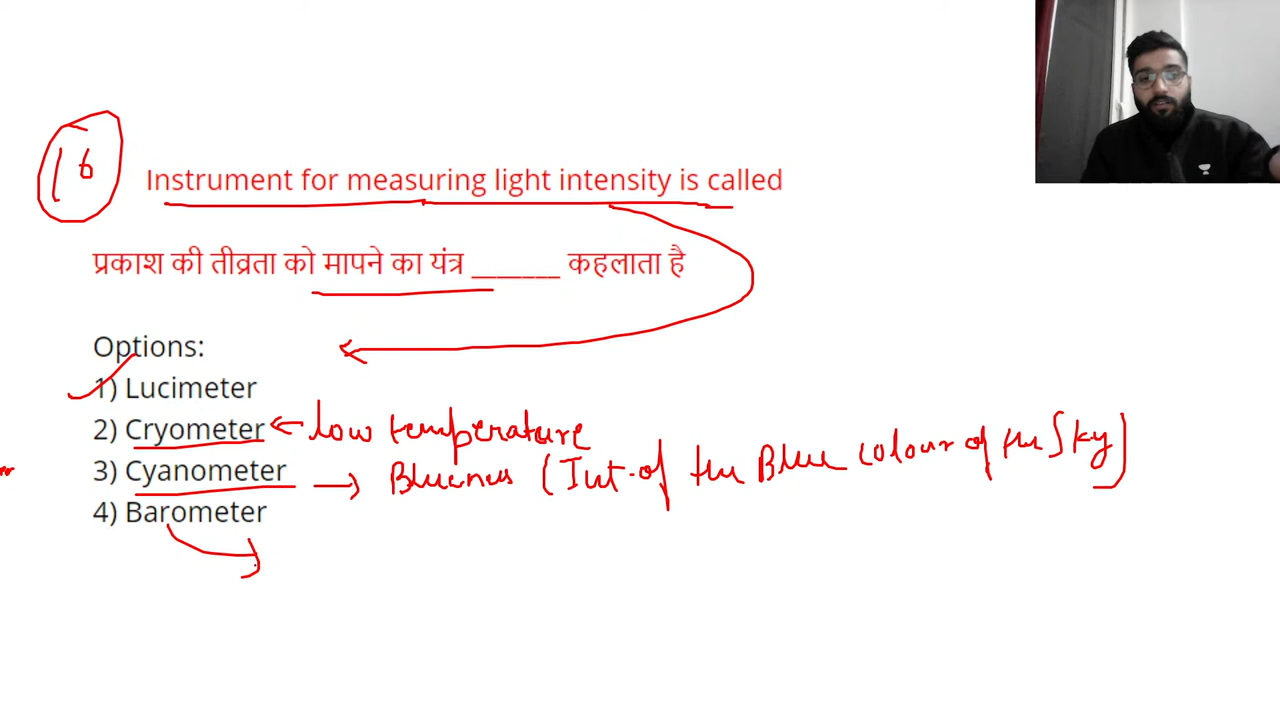 16
Instrument for measuring light intensity is called
प्रकाश की तीव्रता को मापने का यंत्र _______ कहलाता है
Options:
1) Lucimeter
2) Cryometer ← low temperature
3) Cyanometer → Blueness (Int. of the Blue colour of the Sky)
4) Barometer